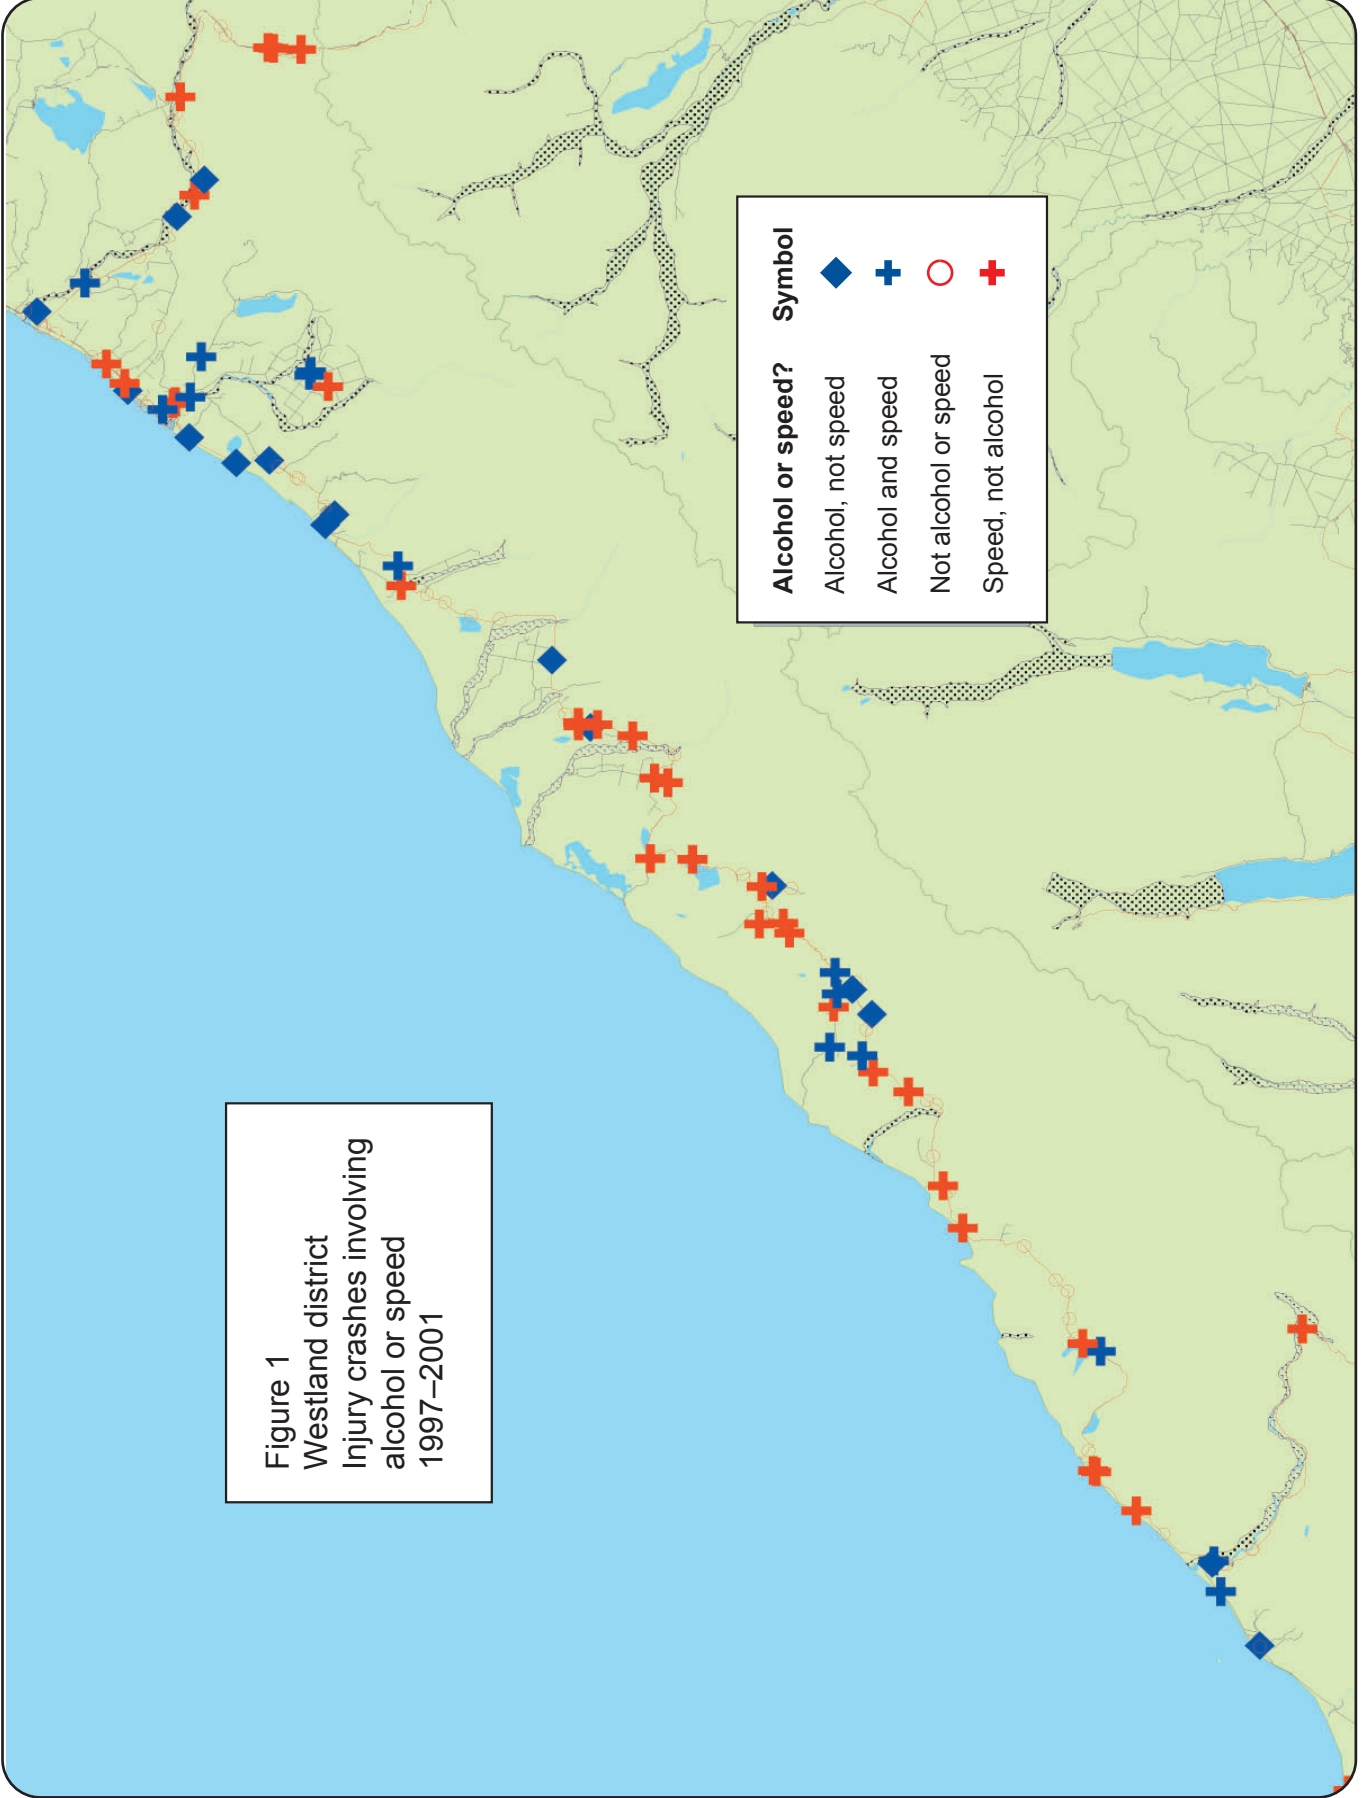 Figure 1
Westland district
Injury crashes involving
alcohol or speed
1997–2001
Alcohol or speed? Symbol
Alcohol, not speed
Alcohol and speed
Not alcohol or speed
Speed, not alcohol